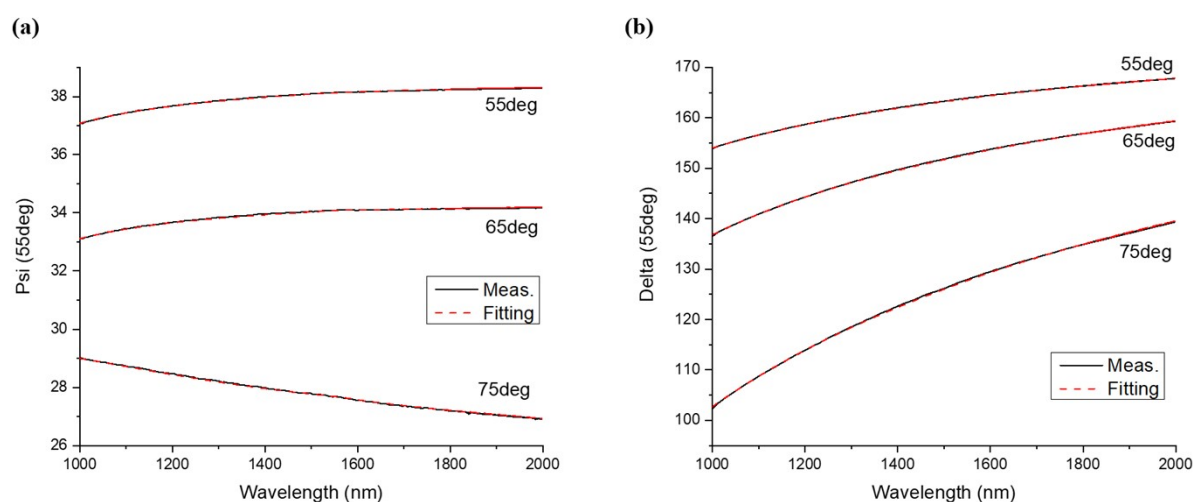 (a)
38
36
34
32
30
28
26
Psi (55deg)
55deg
65deg
75deg
Meas.
Fitting
1000 1200 1400 1600 1800 2000
Wavelength (nm)
(b)
170
160
150
140
130
120
110
100
Delta (55deg)
55deg
65deg
75deg
Meas.
Fitting
1000 1200 1400 1600 1800 2000
Wavelength (nm)